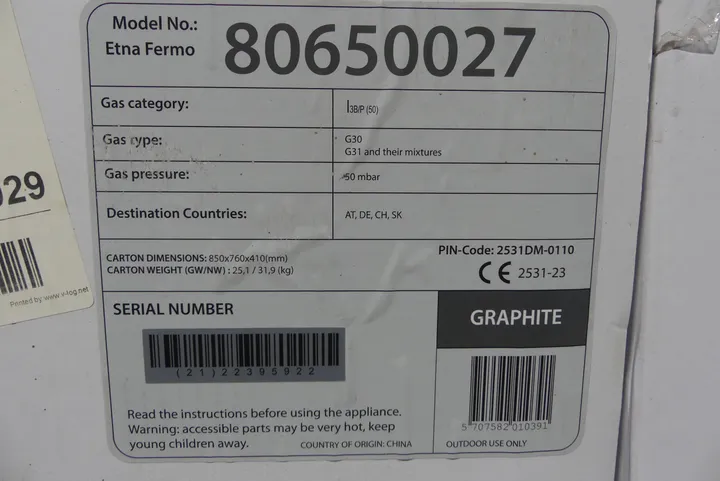 Model No.:
Etna Fermo
80650027
Gas category:
I3B/P (50)
Gas type:
G30
G31 and their mixtures
Gas pressure:
50 mbar
Destination Countries:
AT, DE, CH, SK
CARTON DIMENSIONS: 850x760x410(mm)
CARTON WEIGHT (GW/NW) : 25,1 / 31,9 (kg)
PIN-Code: 2531DM-0110
CE 2531-23
SERIAL NUMBER
(21)22395922
GRAPHITE
5 707582 010391
Read the instructions before using the appliance.
Warning: accessible parts may be very hot, keep
young children away.
COUNTRY OF ORIGIN: CHINA
OUTDOOR USE ONLY
029
Printed by www.v-log.net